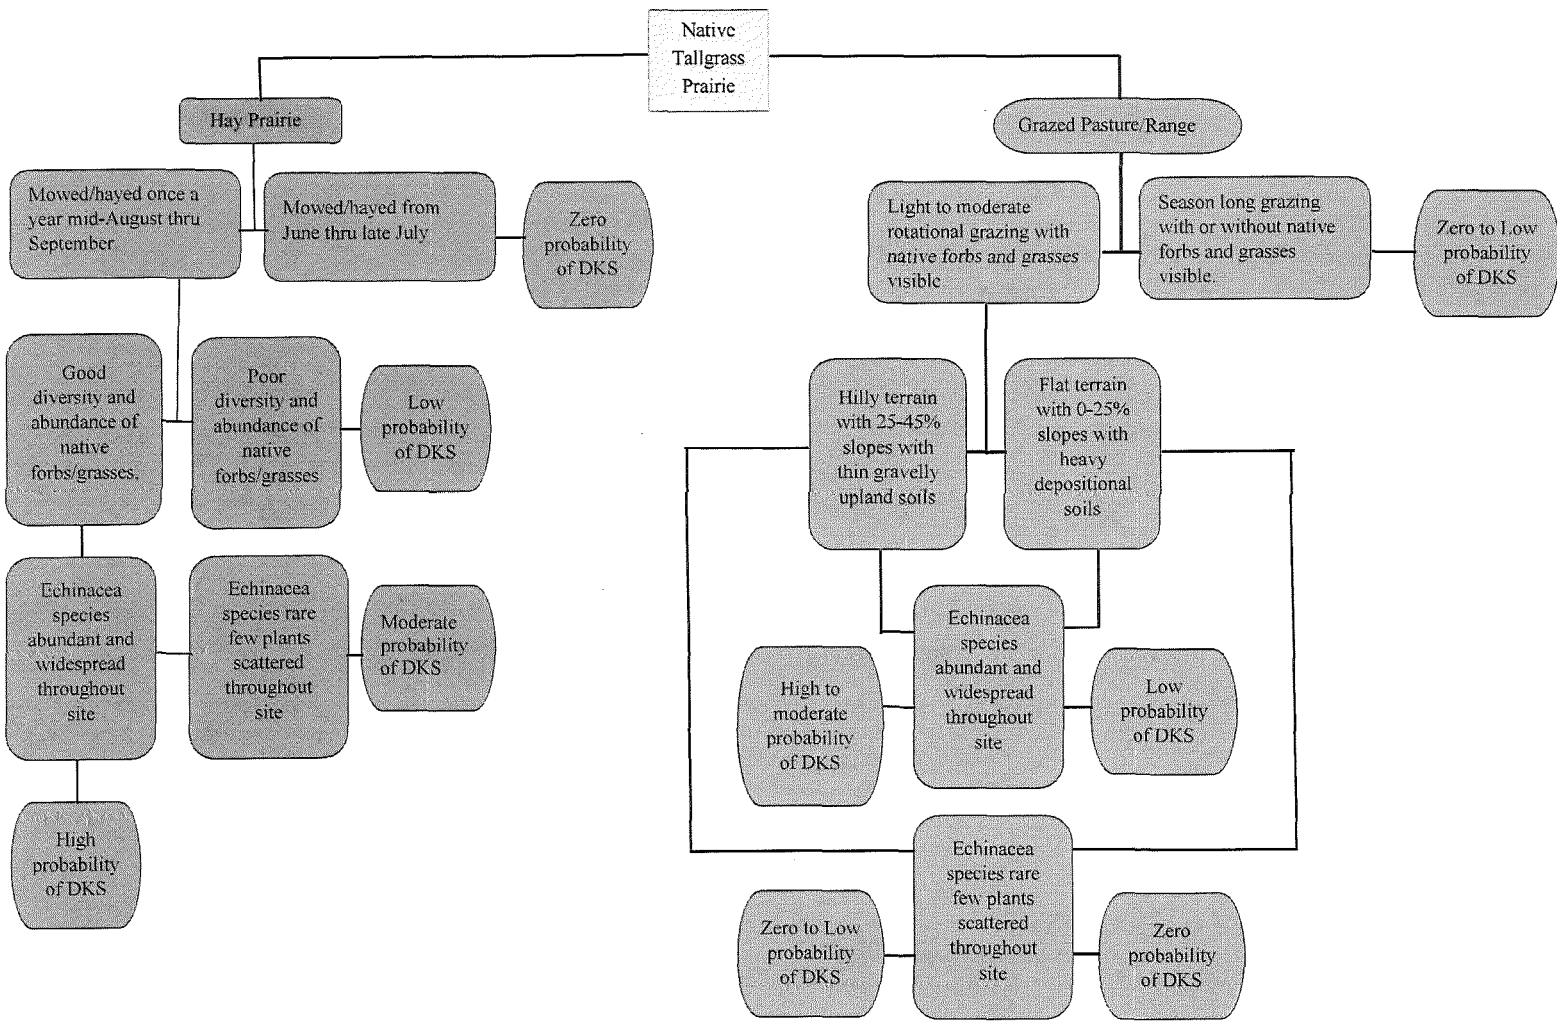 Native
Tallgrass
Prairie
Hay Prairie
Grazed Pasture/Range
Mowed/hayed once a
year mid-August thru
September
Mowed/hayed from
June thru late July
Zero
probability
of DKS
Light to moderate
rotational grazing with
native forbs and grasses
visible
Season long grazing
with or without native
forbs and grasses
visible.
Zero to Low
probability
of DKS
Good
diversity and
abundance of
native
forbs/grasses.
Poor
diversity and
abundance of
native
forbs/grasses
Low
probability
of DKS
Hilly terrain
with 25-45%
slopes with
thin gravelly
upland soils
Flat terrain
with 0-25%
slopes with
heavy
depositional
soils
Echinacea
species
abundant and
widespread
throughout
site
Echinacea
species rare
few plants
scattered
throughout
site
Moderate
probability
of DKS
High to
moderate
probability
of DKS
Echinacea
species
abundant and
widespread
throughout
site
Low
probability
of DKS
High
probability
of DKS
Zero to Low
probability
of DKS
Echinacea
species rare
few plants
scattered
throughout
site
Zero
probability
of DKS